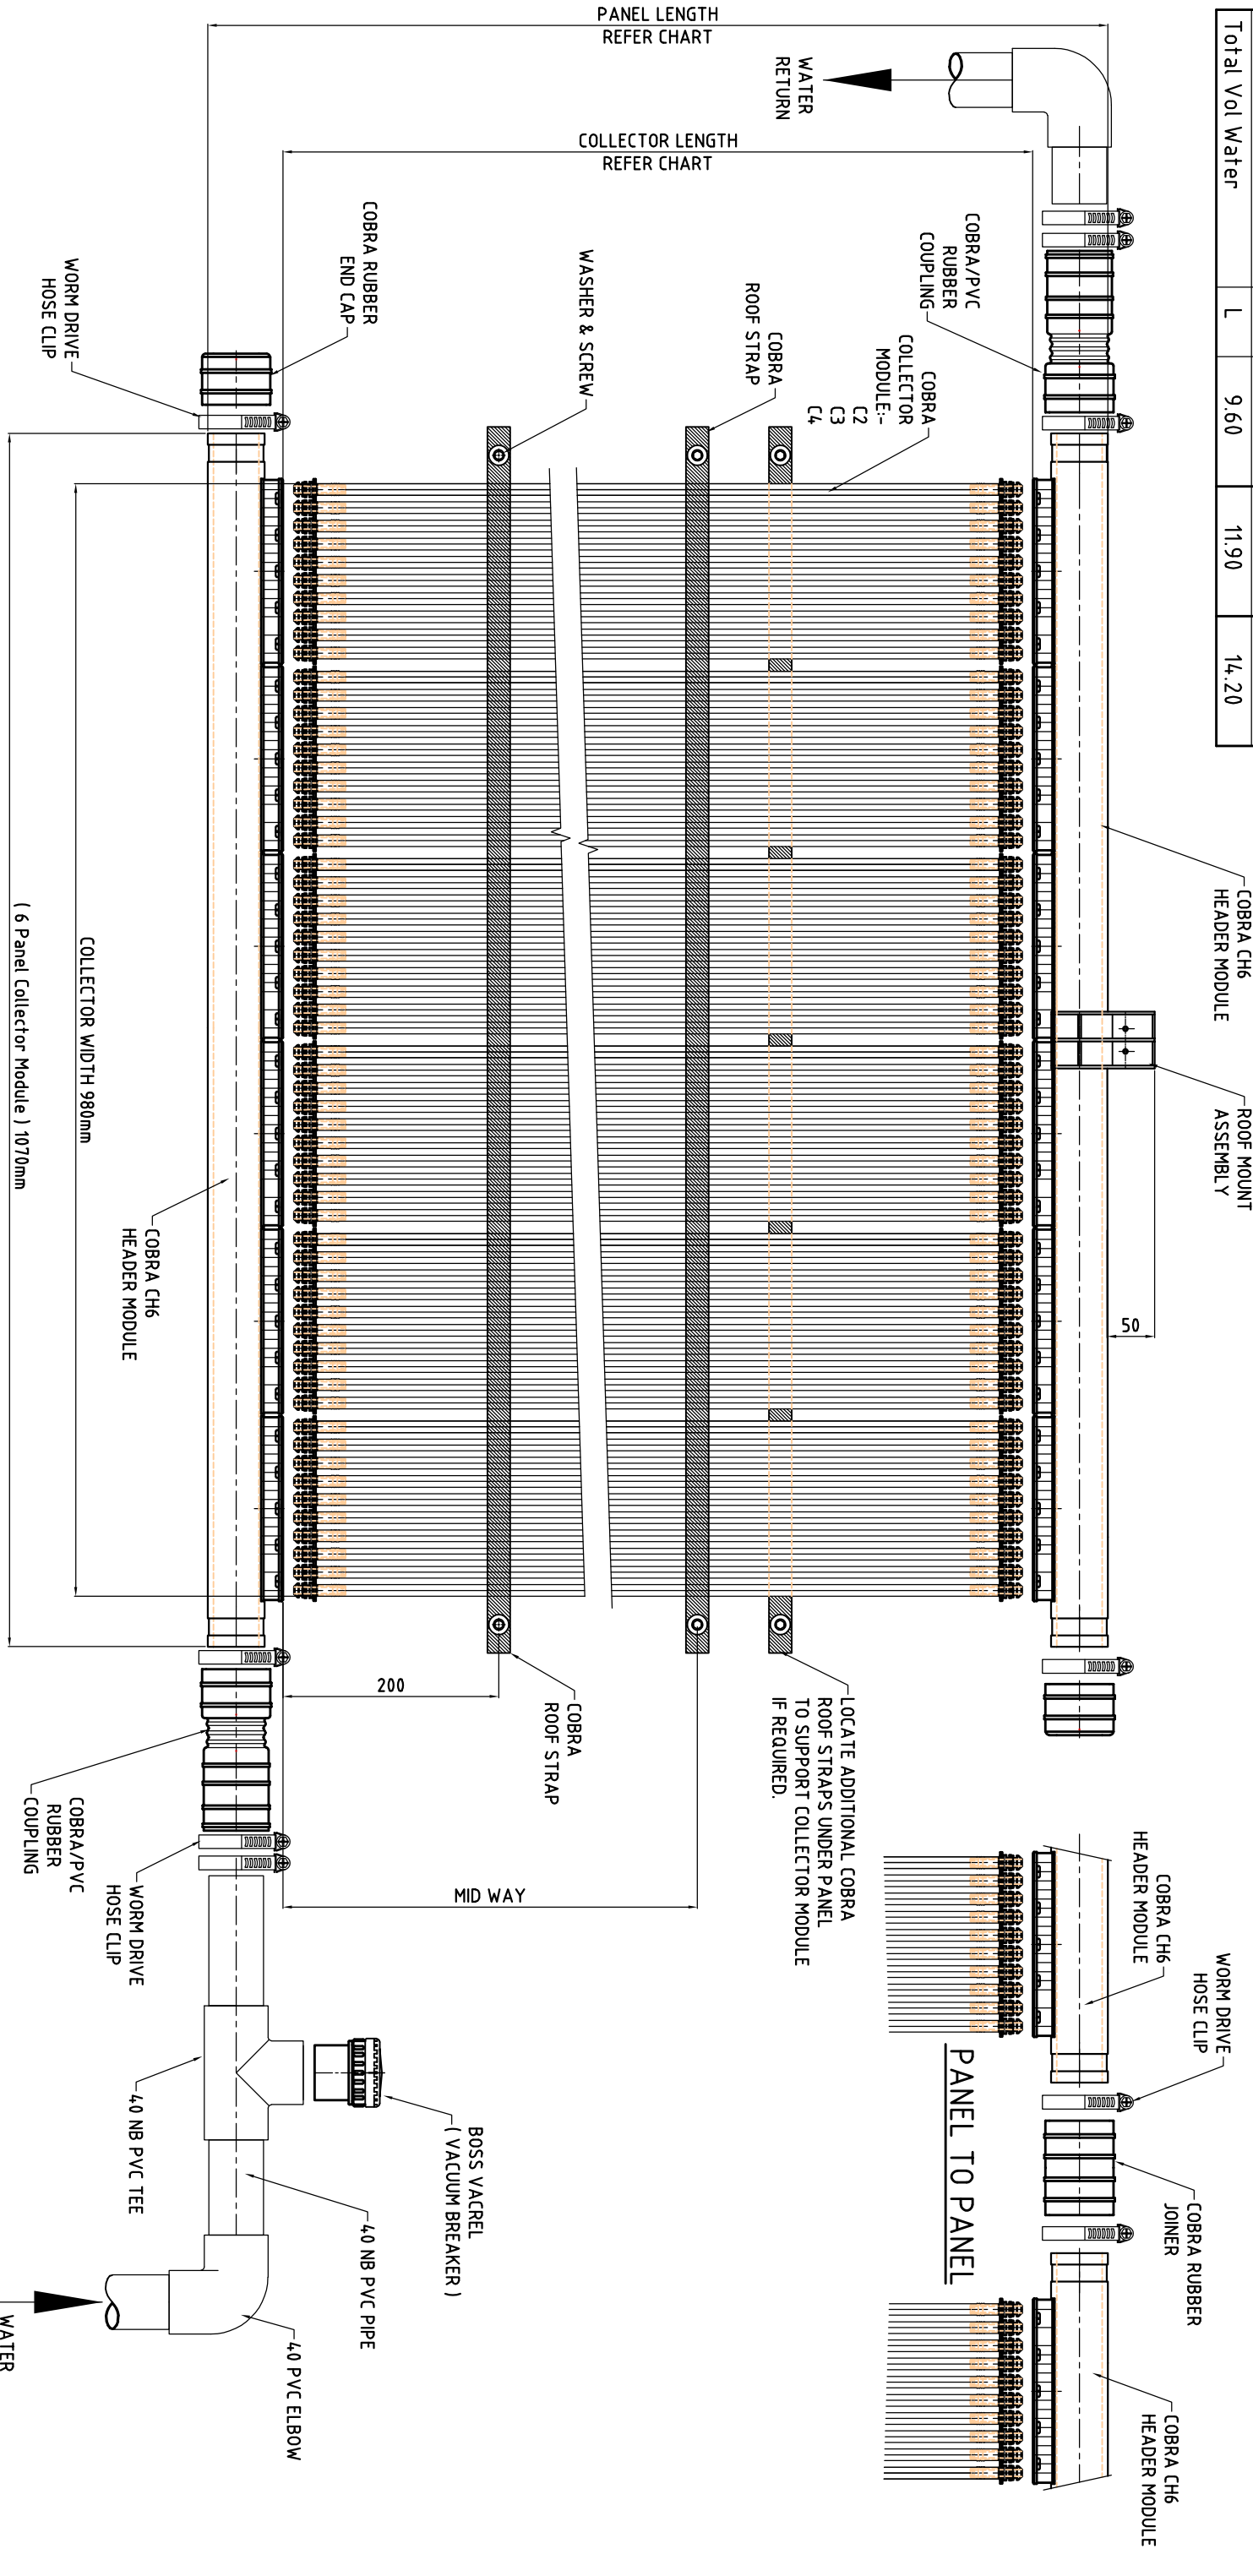 Total Vol Water L 9.60 11.90 14.20
COBRA CH6
HEADER MODULE
ROOF MOUNT
ASSEMBLY
50
WORM DRIVE
HOSE CLIP
COBRA CH6
HEADER MODULE
COBRA RUBBER
JOINER
COBRA CH6
HEADER MODULE
PANEL TO PANEL
WATER
RETURN
COBRA/PVC
RUBBER
COUPLING
COBRA
COLLECTOR
MODULE:-
C2
C3
C4
COBRA
ROOF STRAP
LOCATE ADDITIONAL COBRA
ROOF STRAPS UNDER PANEL
TO SUPPORT COLLECTOR MODULE
IF REQUIRED.
PANEL LENGTH
REFER CHART
COLLECTOR LENGTH
REFER CHART
WASHER & SCREW
COBRA
ROOF STRAP
200
MID WAY
COBRA RUBBER
END CAP
WORM DRIVE
HOSE CLIP
BOSS VACREL
( VACUUM BREAKER )
40 NB PVC PIPE
40 PVC ELBOW
40 NB PVC TEE
WORM DRIVE
HOSE CLIP
COBRA/PVC
RUBBER
COUPLING
COBRA CH6
HEADER MODULE
COLLECTOR WIDTH 980mm
( 6 Panel Collector Module ) 1070mm
WATER